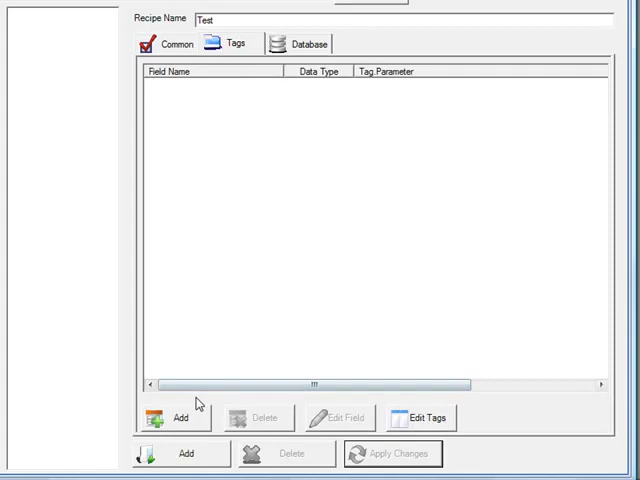 Recipe Name Test
Common Tags Database
Field Name Data Type Tag.Parameter
Add Delete Edit Field Edit Tags
Add Delete Apply Changes